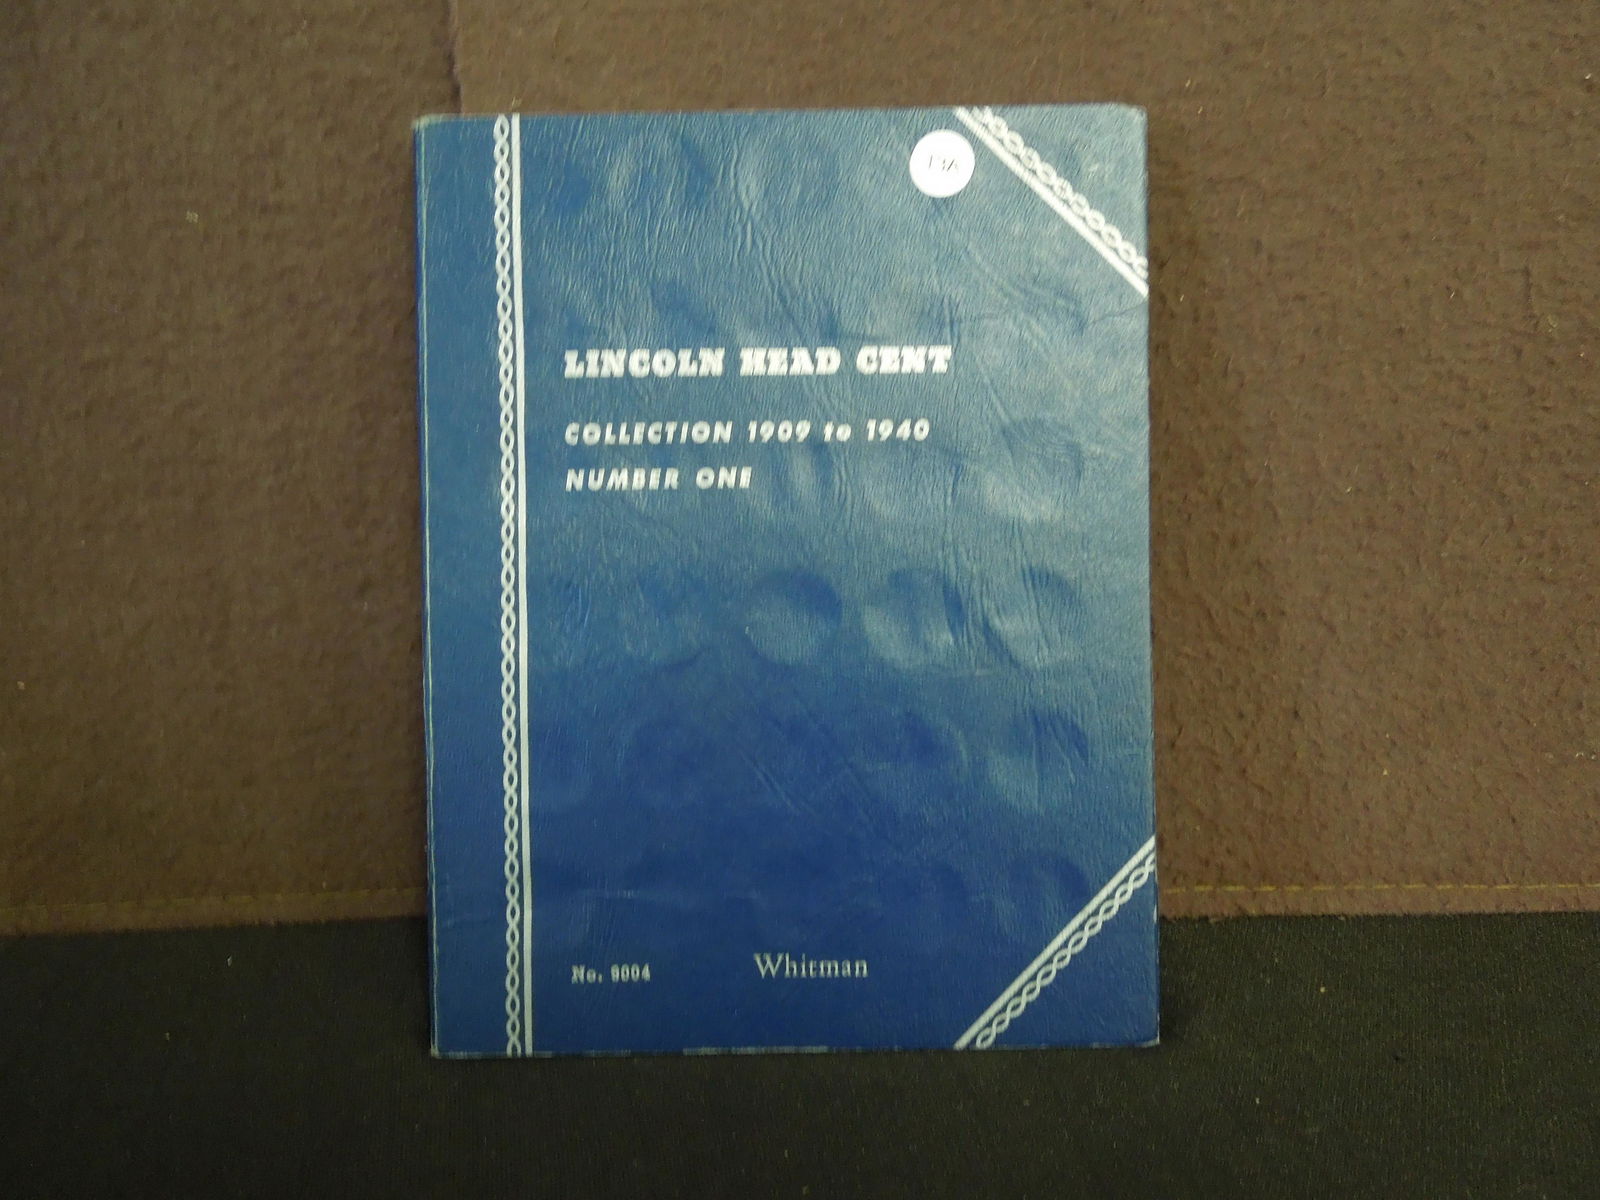 LINCOLN HEAD CENT
COLLECTION 1909 to 1940
NUMBER ONE
No. 9004
Whitman